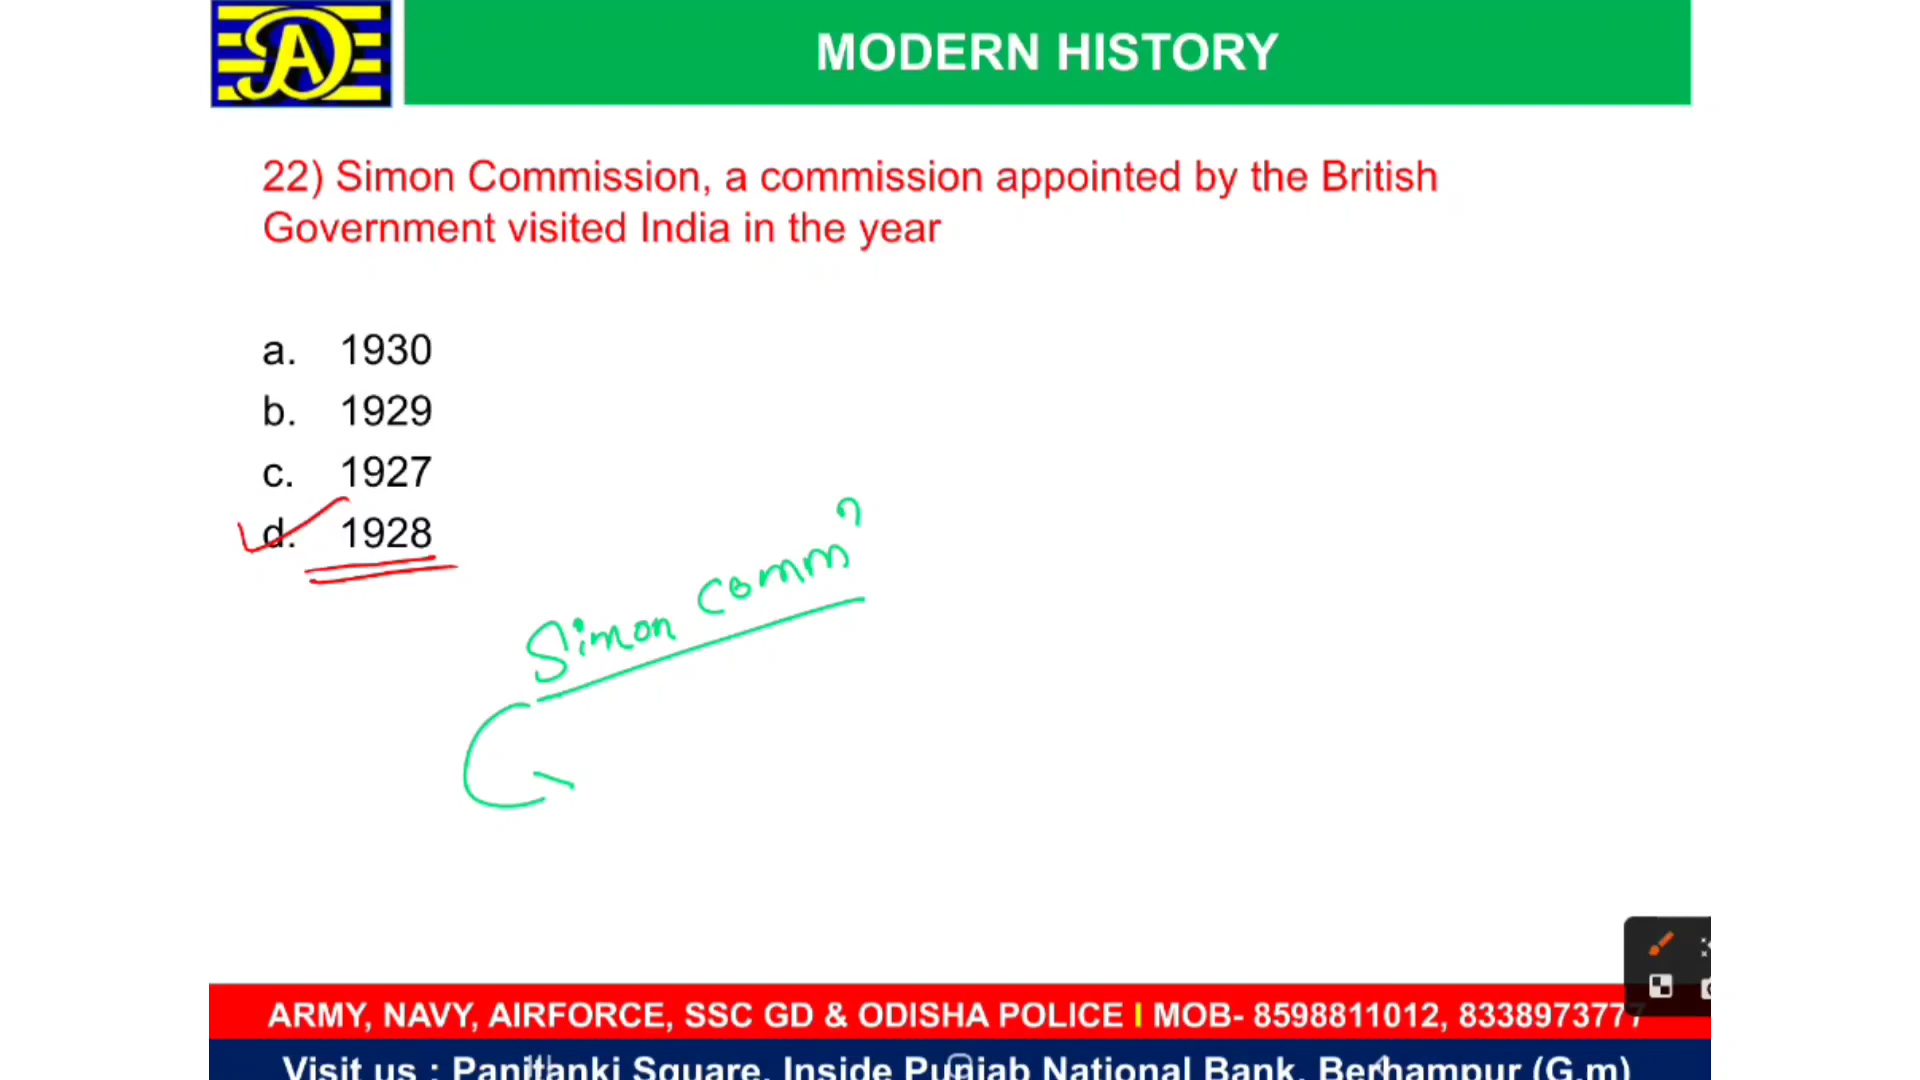 MODERN HISTORY
22) Simon Commission, a commission appointed by the British
Government visited India in the year
a. 1930
b. 1929
c. 1927
d. 1928
Simon comm
ARMY, NAVY, AIRFORCE, SSC GD & ODISHA POLICE I MOB- 8598811012, 8338973777
Visit us : Panitanki Square, Inside Punjab National Bank, Berhampur (G.m)